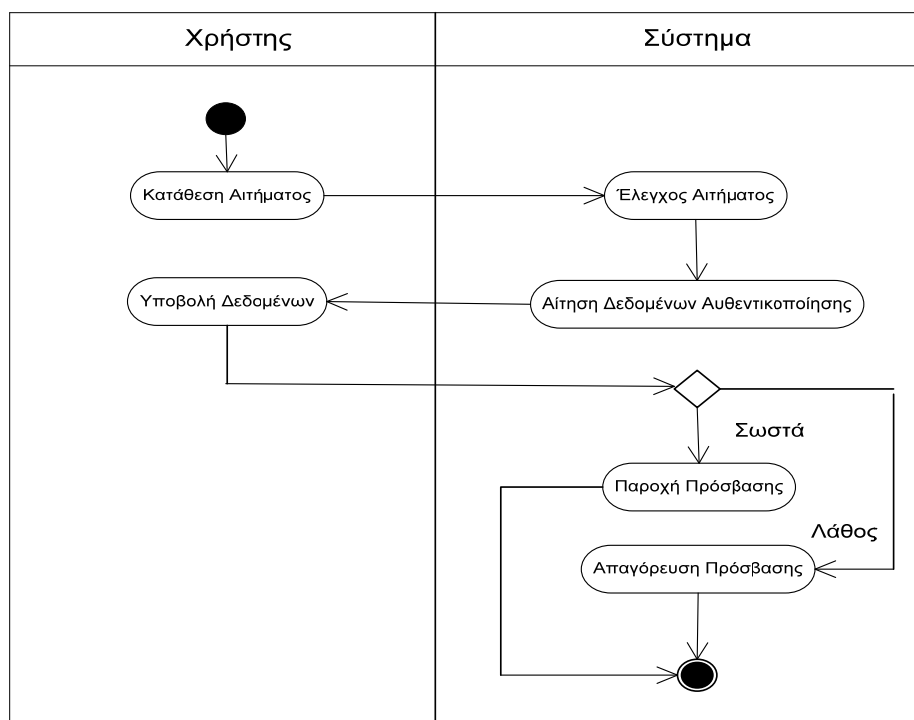 Χρήστης
Σύστημα
Κατάθεση Αιτήματος
Έλεγχος Αιτήματος
Υποβολή Δεδομένων
Αίτηση Δεδομένων Αυθεντικοποίησης
Σωστά
Παροχή Πρόσβασης
Λάθος
Απαγόρευση Πρόσβασης